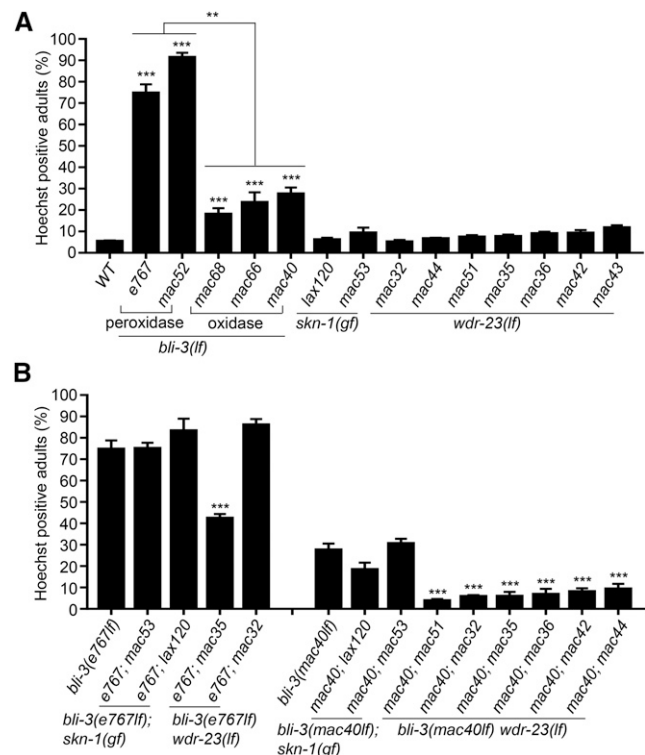 A
**
Hoechst positive adults (%)
100
90
80
70
60
50
40
30
20
10
0
***
***
***
***
***
WT
e767
mac52
mac68
mac66
mac40
lax120
mac53
mac32
mac44
mac51
mac35
mac36
mac42
mac43
peroxidase
oxidase
skn-1(gf)
wdr-23(lf)
bli-3(lf)
B
Hoechst positive adults (%)
100
90
80
70
60
50
40
30
20
10
0
***
***
***
***
***
***
***
bli-3(e767lf)
e767; mac53
e767; lax120
e767; mac35
e767; mac32
bli-3(mac40lf)
mac40; lax120
mac40; mac53
mac40; mac51
mac40; mac32
mac40; mac35
mac40; mac36
mac40; mac42
mac40; mac44
bli-3(e767lf);
skn-1(gf)
bli-3(e767lf)
wdr-23(lf)
bli-3(mac40lf);
skn-1(gf)
bli-3(mac40lf) wdr-23(lf)